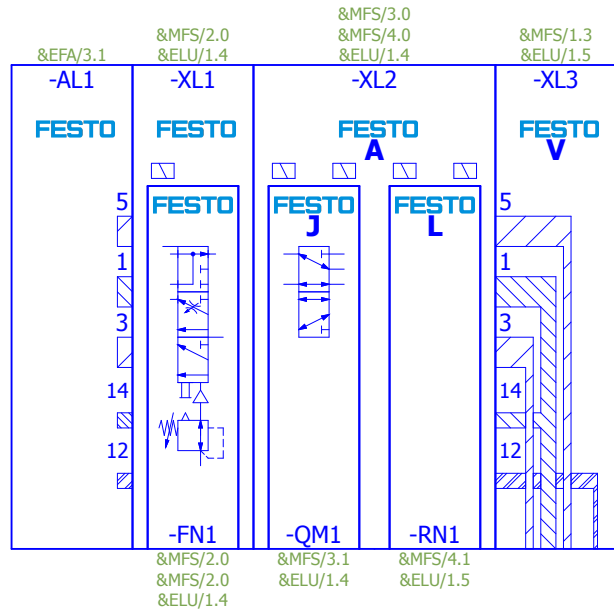 &MFS/3.0
&MFS/2.0
&MFS/4.0
&MFS/1.3
&EFA/3.1
&ELU/1.4
&ELU/1.4
&ELU/1.5
-AL1
-XL1
-XL2
-XL3
FESTO
FESTO
FESTO
FESTO
A
V
5
FESTO
FESTO
FESTO
5
J
L
1
1
3
3
14
14
12
12
-FN1
-QM1
-RN1
&MFS/2.0
&MFS/3.1
&MFS/4.1
&MFS/2.0
&ELU/1.4
&ELU/1.5
&ELU/1.4